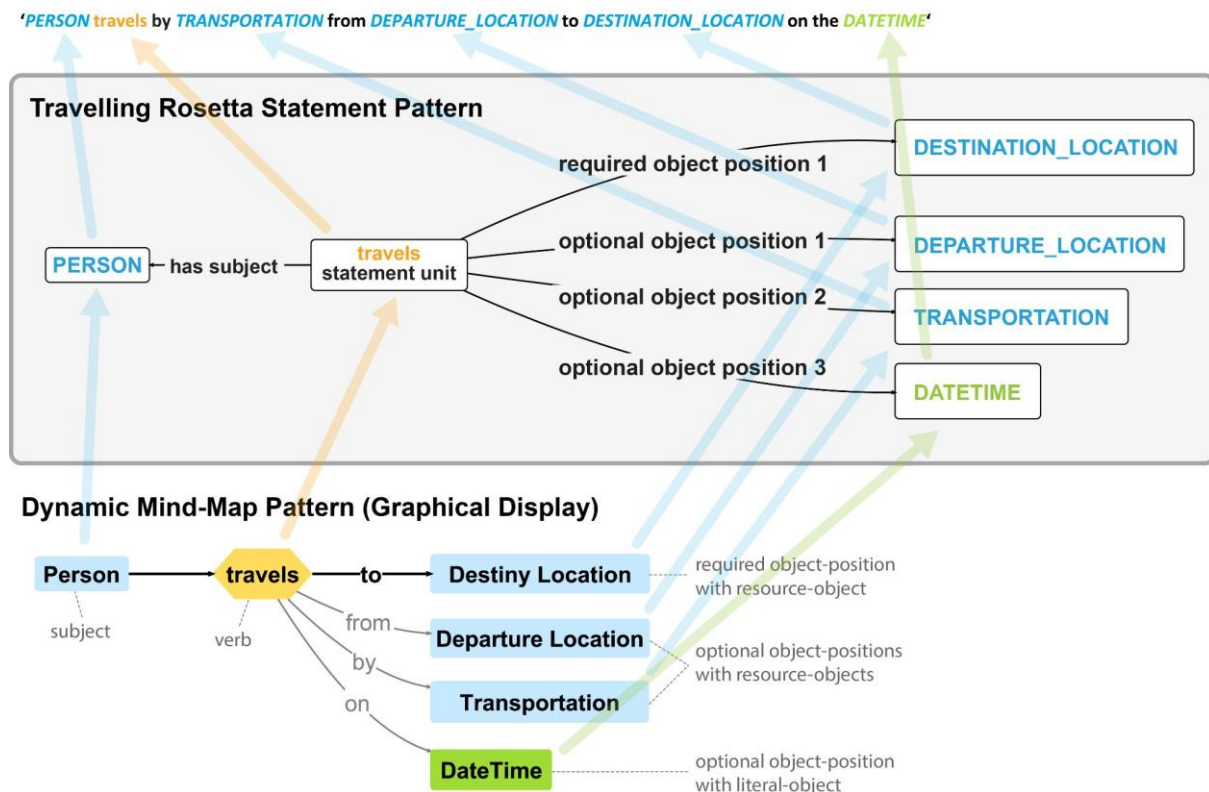 ‘PERSON travels by TRANSPORTATION from DEPARTURE_LOCATION to DESTINATION_LOCATION on the DATETIME‘
Travelling Rosetta Statement Pattern
required object position 1
DESTINATION_LOCATION
optional object position 1
DEPARTURE_LOCATION
PERSON
has subject
travels
statement unit
optional object position 2
TRANSPORTATION
optional object position 3
DATETIME
Dynamic Mind-Map Pattern (Graphical Display)
Person
travels
to
Destiny Location
required object-position
with resource-object
subject
verb
from
Departure Location
by
optional object-positions
with resource-objects
Transportation
on
DateTime
optional object-position
with literal-object